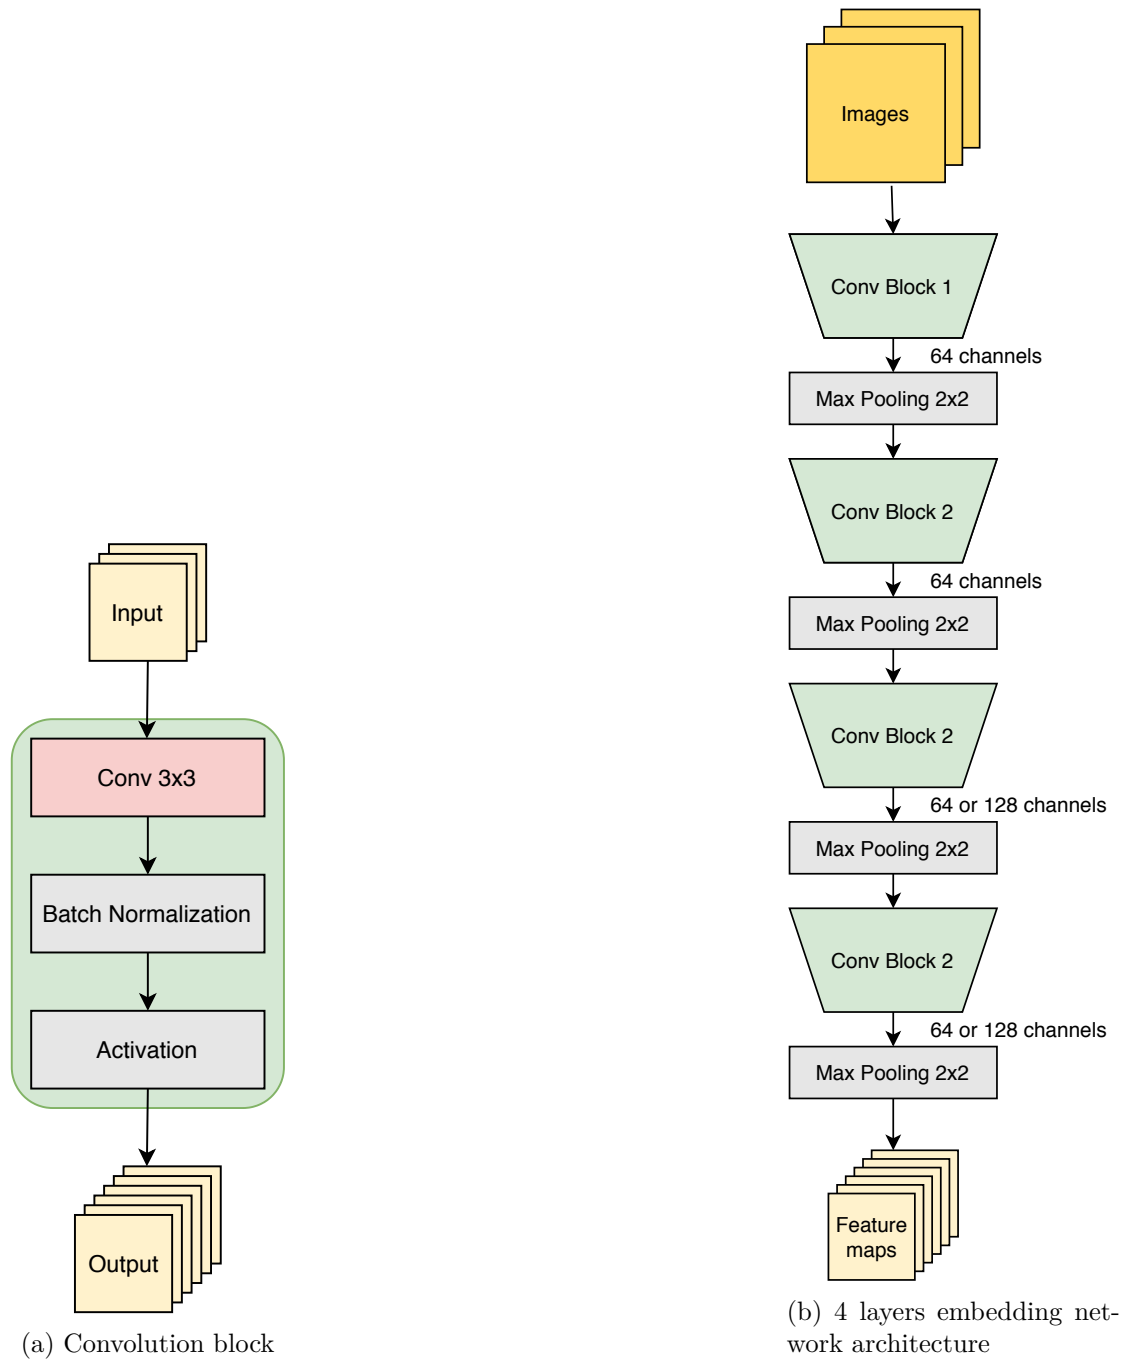 Input
Conv 3x3
Batch Normalization
Activation
Output
(a) Convolution block
Images
Conv Block 1
64 channels
Max Pooling 2x2
Conv Block 2
64 channels
Max Pooling 2x2
Conv Block 2
64 or 128 channels
Max Pooling 2x2
Conv Block 2
64 or 128 channels
Max Pooling 2x2
Feature
maps
(b) 4 layers embedding net-
work architecture